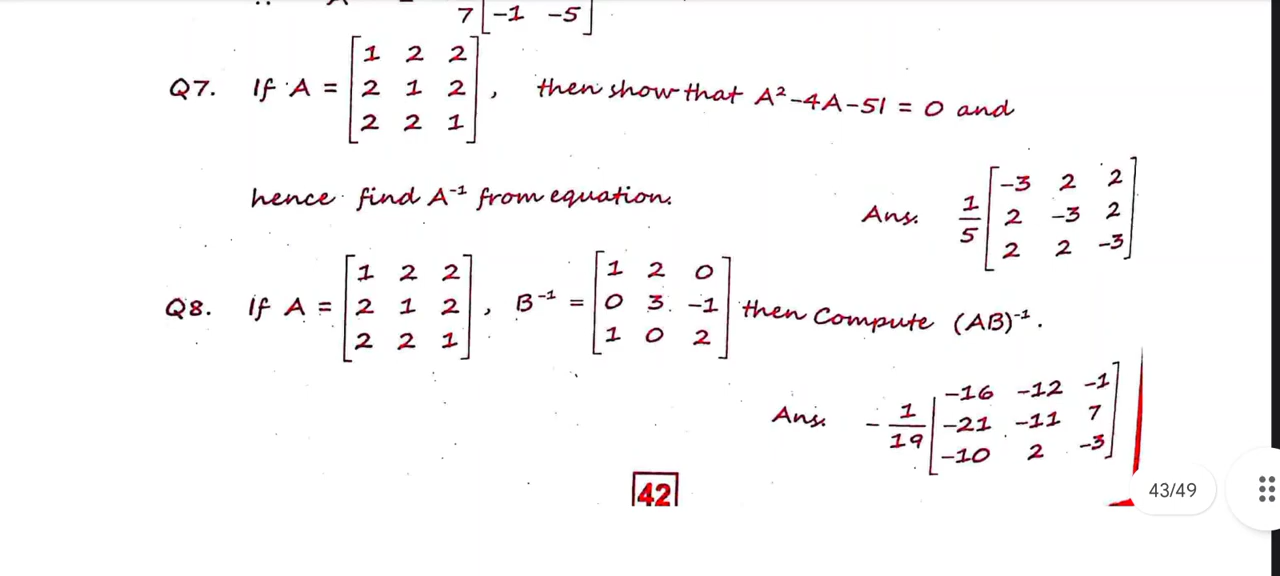 7 [-1 -5]
Q7. If A = [1 2 2
2 1 2
2 2 1], then show that A²-4A-5I = 0 and
hence find A⁻¹ from equation.
Ans. 1/5 [-3 2 2
2 -3 2
2 2 -3]
Q8. If A = [1 2 2
2 1 2
2 2 1], B⁻¹ = [1 2 0
0 3 -1
1 0 2] then Compute (AB)⁻¹.
Ans. -1/19 [-16 -12 -1
-21 -11 7
-10 2 -3]
42
43/49